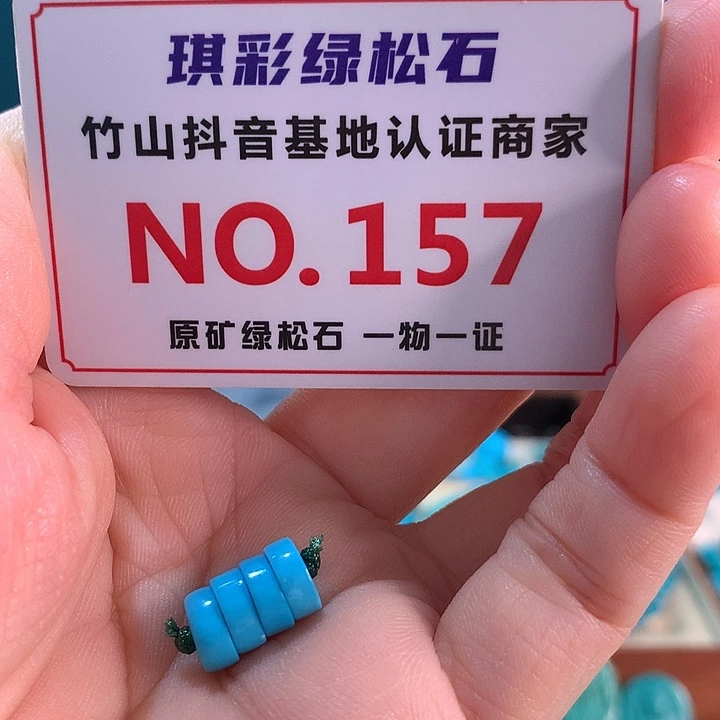 琪彩绿松石
竹山抖音基地认证商家
NO.157
原矿绿松石 一物一证